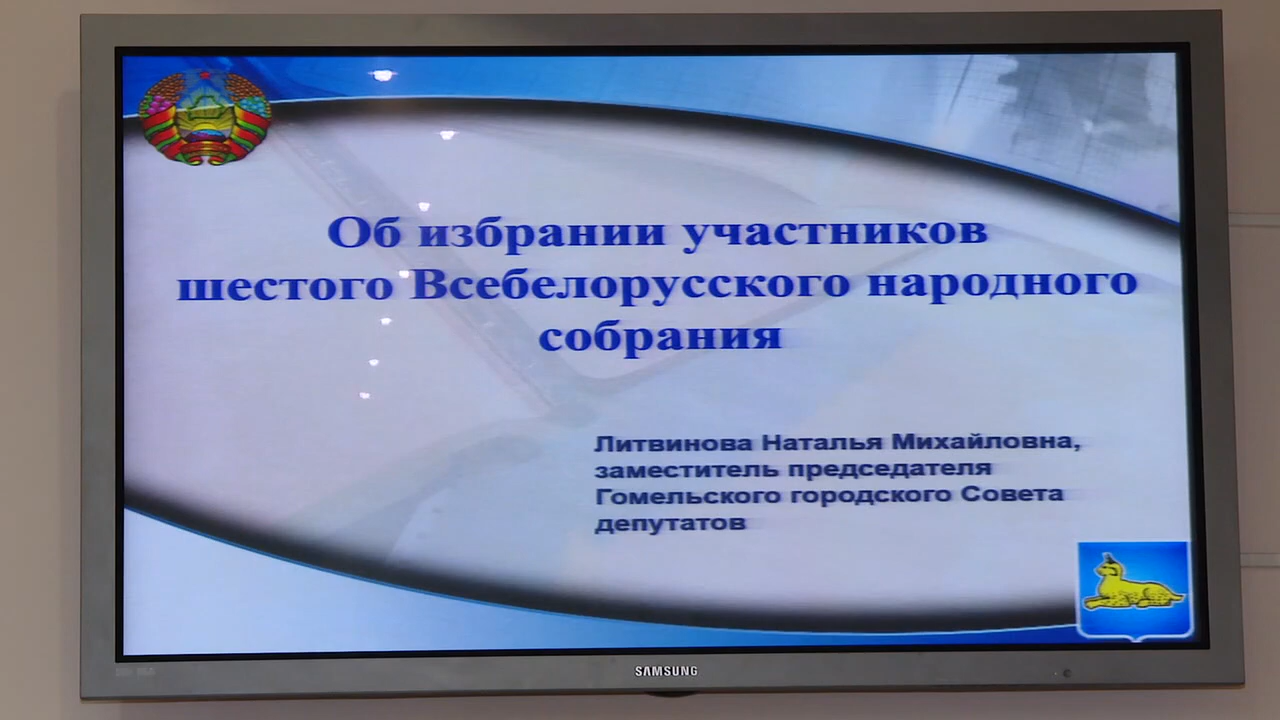 Об избрании участников
шестого Всебелорусского народного
собрания
Литвинова Наталья Михайловна,
заместитель председателя
Гомельского городского Совета
депутатов
SAMSUNG